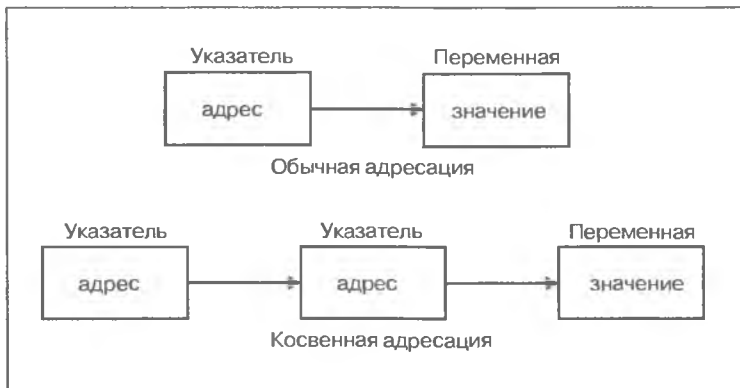 Указатель Переменная
адрес значение
Обычная адресация
Указатель Указатель Переменная
адрес адрес значение
Косвенная адресация